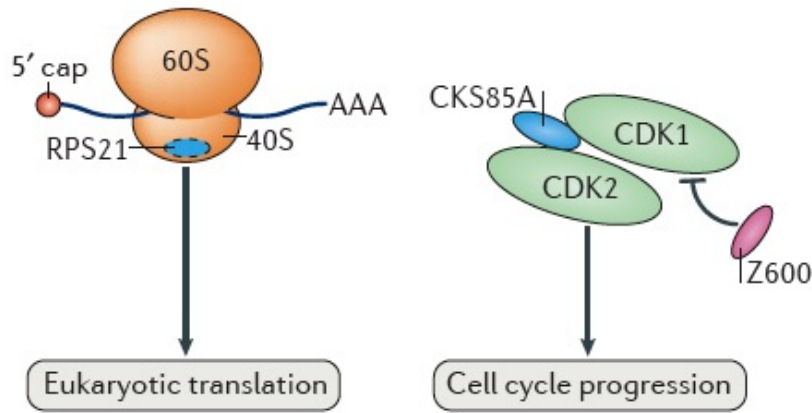 60S
5′ cap
AAA
RPS21
40S
Eukaryotic translation
CKS85A
CDK1
CDK2
Z600
Cell cycle progression